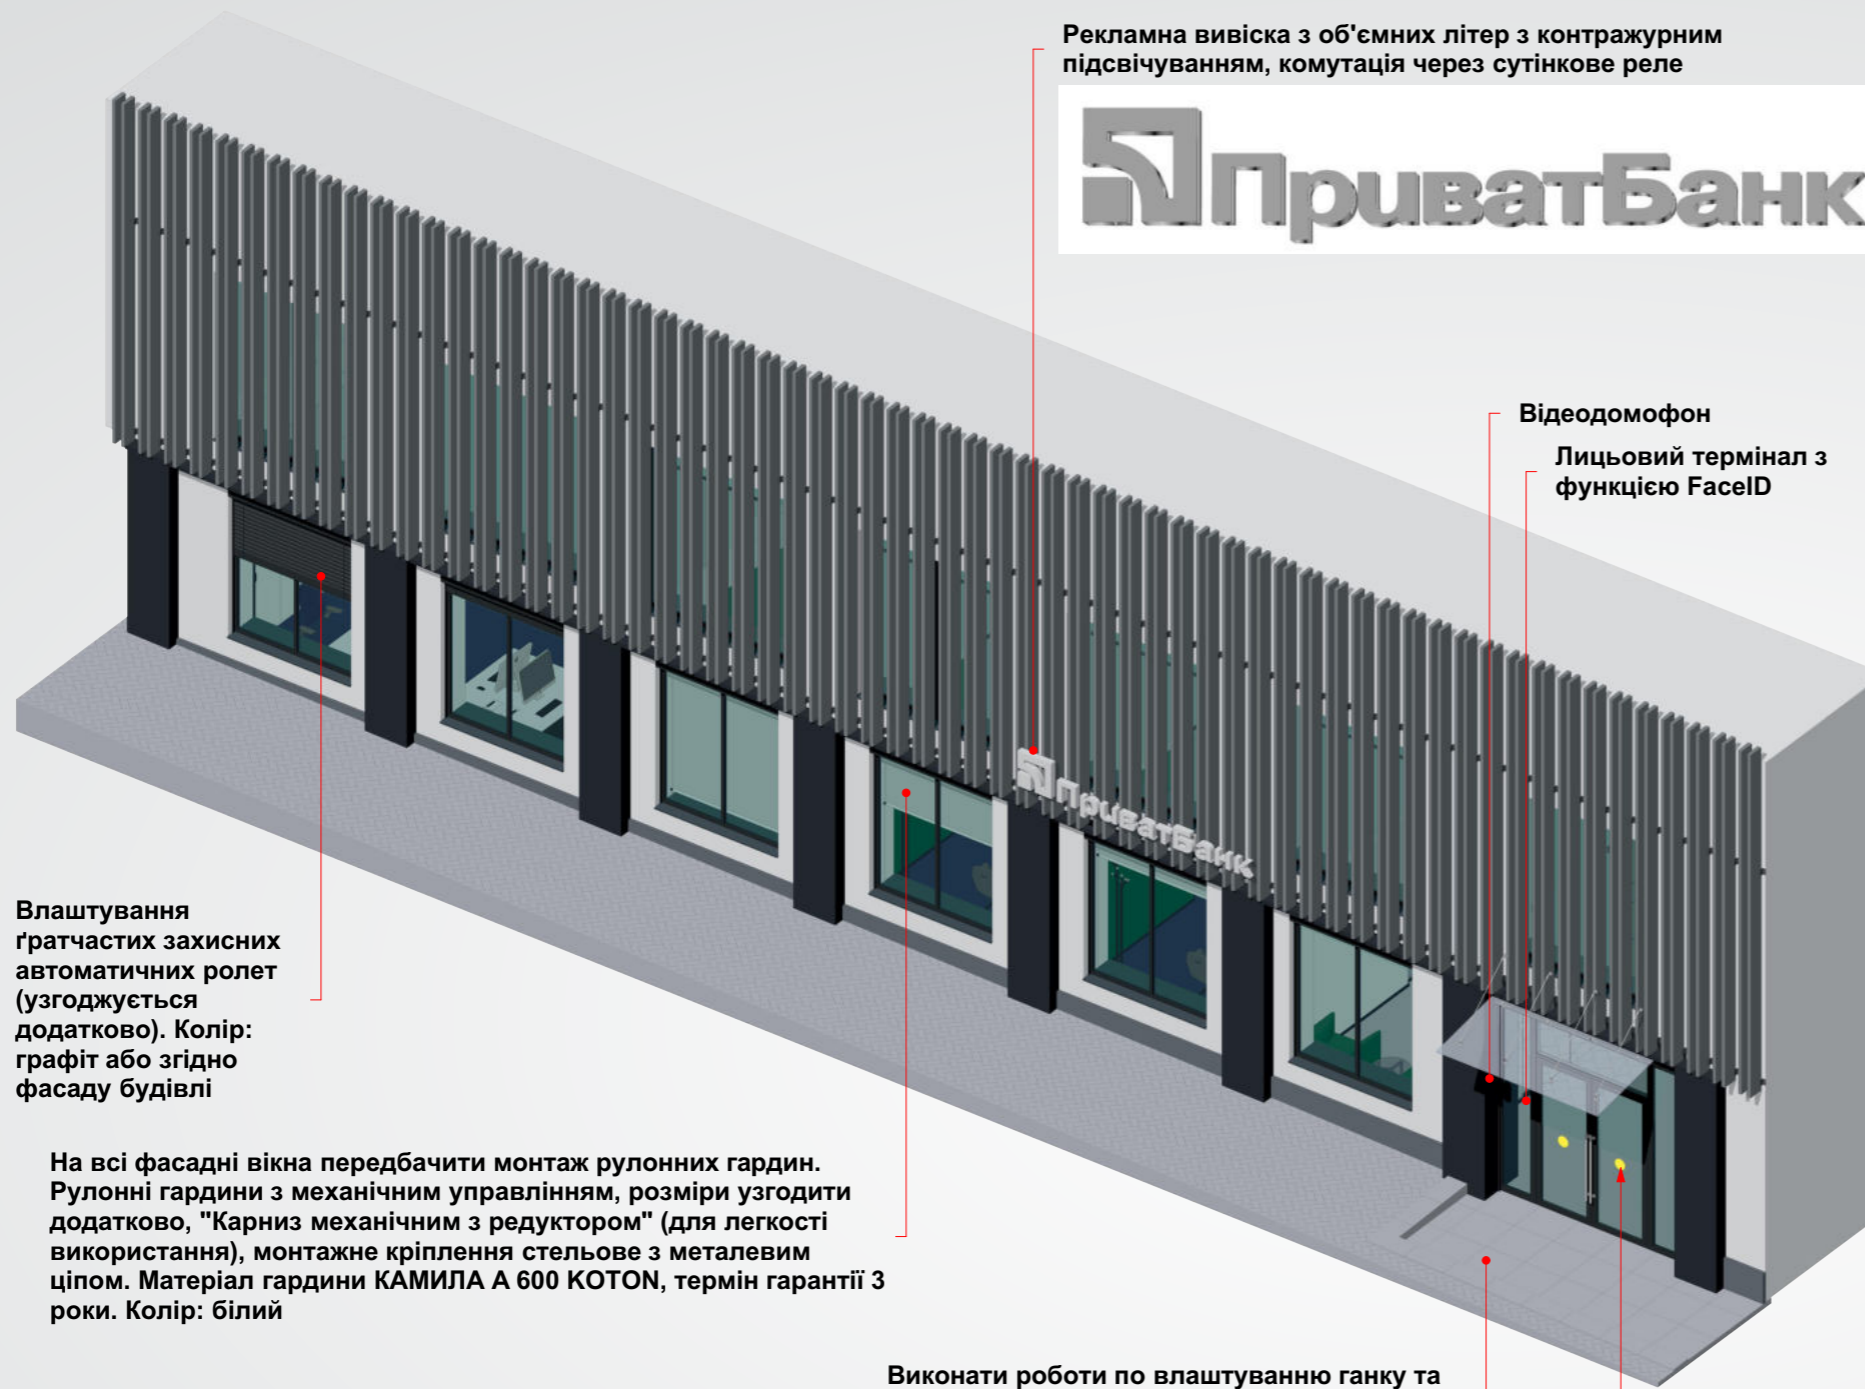 Рекламна вивіска з об'ємних літер з контражурним
підсвічуванням, комутація через сутінкове реле
ПриватБанк
Відеодомофон
Лицьовий термінал з
функцією FaceID
ПриватБанк
Влаштування
ґратчастих захисних
автоматичних ролет
(узгоджується
додатково). Колір:
графіт або згідно
фасаду будівлі
На всі фасадні вікна передбачити монтаж рулонних гардин.
Рулонні гардини з механічним управлінням, розміри узгодити
додатково, "Карниз механічним з редуктором" (для легкості
використання), монтажне кріплення стельове з металевим
ціпом. Матеріал гардини КАМИЛА А 600 KOTON, термін гарантії 3
роки. Колір: білий
Виконати роботи по влаштуванню ганку та